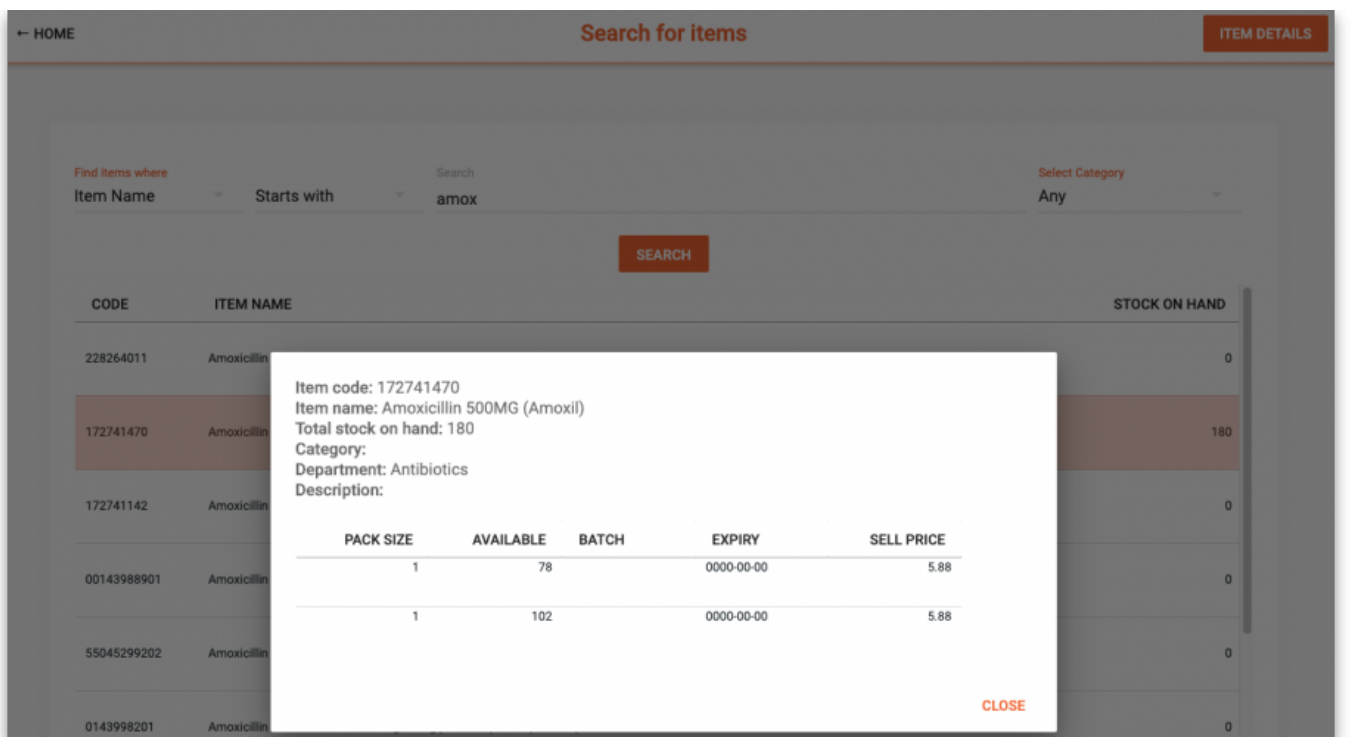 ← HOME
Search for items
ITEM DETAILS
Find items where
Search
Select Category
Item Name
Starts with
amox
Any
SEARCH
CODE ITEM NAME STOCK ON HAND
228264011 Amoxicillin 0
172741470 Amoxicillin 180
172741142 Amoxicillin 0
00143988901 Amoxicillin 0
55045299202 Amoxicillin 0
0143998201 Amoxicillin 0
Item code: 172741470
Item name: Amoxicillin 500MG (Amoxil)
Total stock on hand: 180
Category:
Department: Antibiotics
Description:
PACK SIZE AVAILABLE BATCH EXPIRY SELL PRICE
1 78 0000-00-00 5.88
1 102 0000-00-00 5.88
CLOSE